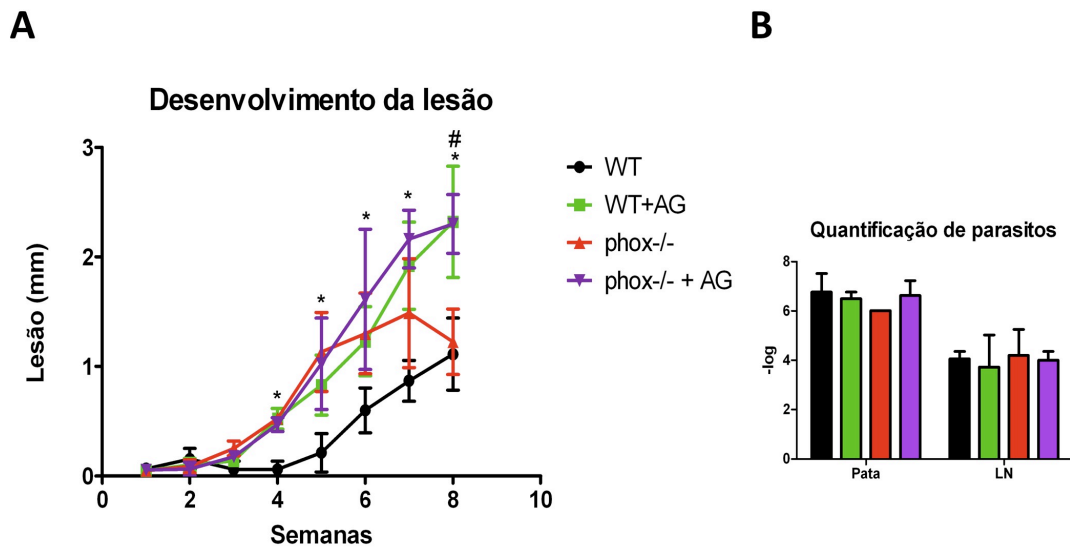 A
B
Desenvolvimento da lesão
3
2
1
0
Lesão (mm)
0 2 4 6 8 10
Semanas
* * * * # *
WT
WT+AG
phox-/-
phox-/- + AG
Quantificação de parasitos
8
6
4
2
0
-log
Pata LN